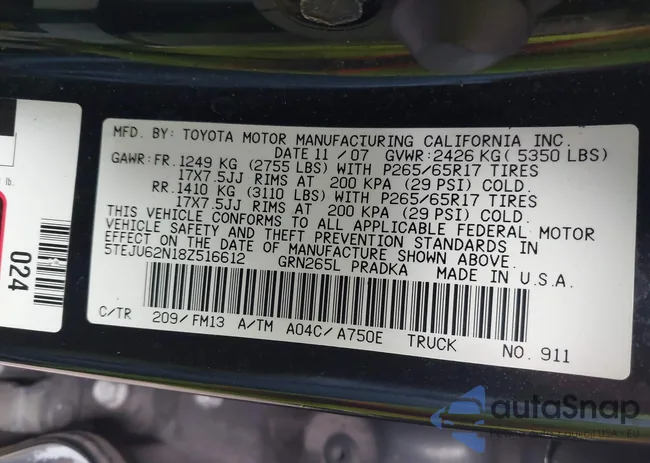 MFD. BY: TOYOTA MOTOR MANUFACTURING CALIFORNIA INC.
DATE 11 / 07 GVWR: 2426 KG( 5350 LBS)
GAWR: FR. 1249 KG (2755 LBS) WITH P265/65R17 TIRES
17X7.5JJ RIMS AT 200 KPA (29 PSI) COLD.
RR. 1410 KG (3110 LBS) WITH P265/65R17 TIRES
17X7.5JJ RIMS AT 200 KPA (29 PSI) COLD.
THIS VEHICLE CONFORMS TO ALL APPLICABLE FEDERAL MOTOR
VEHICLE SAFETY AND THEFT PREVENTION STANDARDS IN
EFFECT ON THE DATE OF MANUFACTURE SHOWN ABOVE.
5TEJU62N18Z516612 GRN265L PRADKA MADE IN U.S.A.
C/TR 209/FM13 A/TM A04C/A750E TRUCK NO. 911
lb.
024
autoSnap